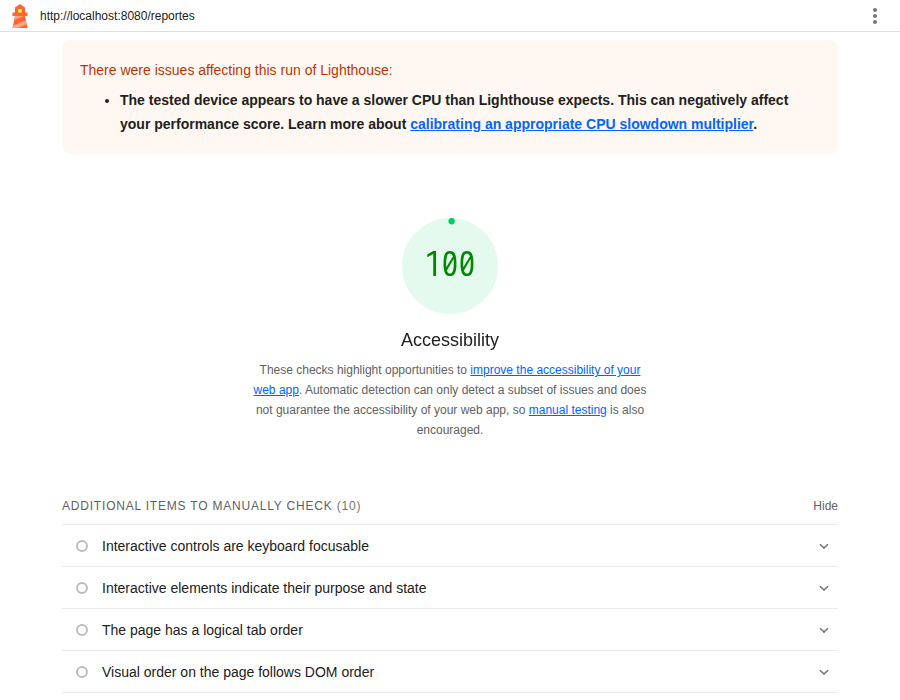 http://localhost:8080/reportes
There were issues affecting this run of Lighthouse:
The tested device appears to have a slower CPU than Lighthouse expects. This can negatively affect
your performance score. Learn more about calibrating an appropriate CPU slowdown multiplier.
100
Accessibility
These checks highlight opportunities to improve the accessibility of your
web app. Automatic detection can only detect a subset of issues and does
not guarantee the accessibility of your web app, so manual testing is also
encouraged.
ADDITIONAL ITEMS TO MANUALLY CHECK (10) Hide
Interactive controls are keyboard focusable
Interactive elements indicate their purpose and state
The page has a logical tab order
Visual order on the page follows DOM order